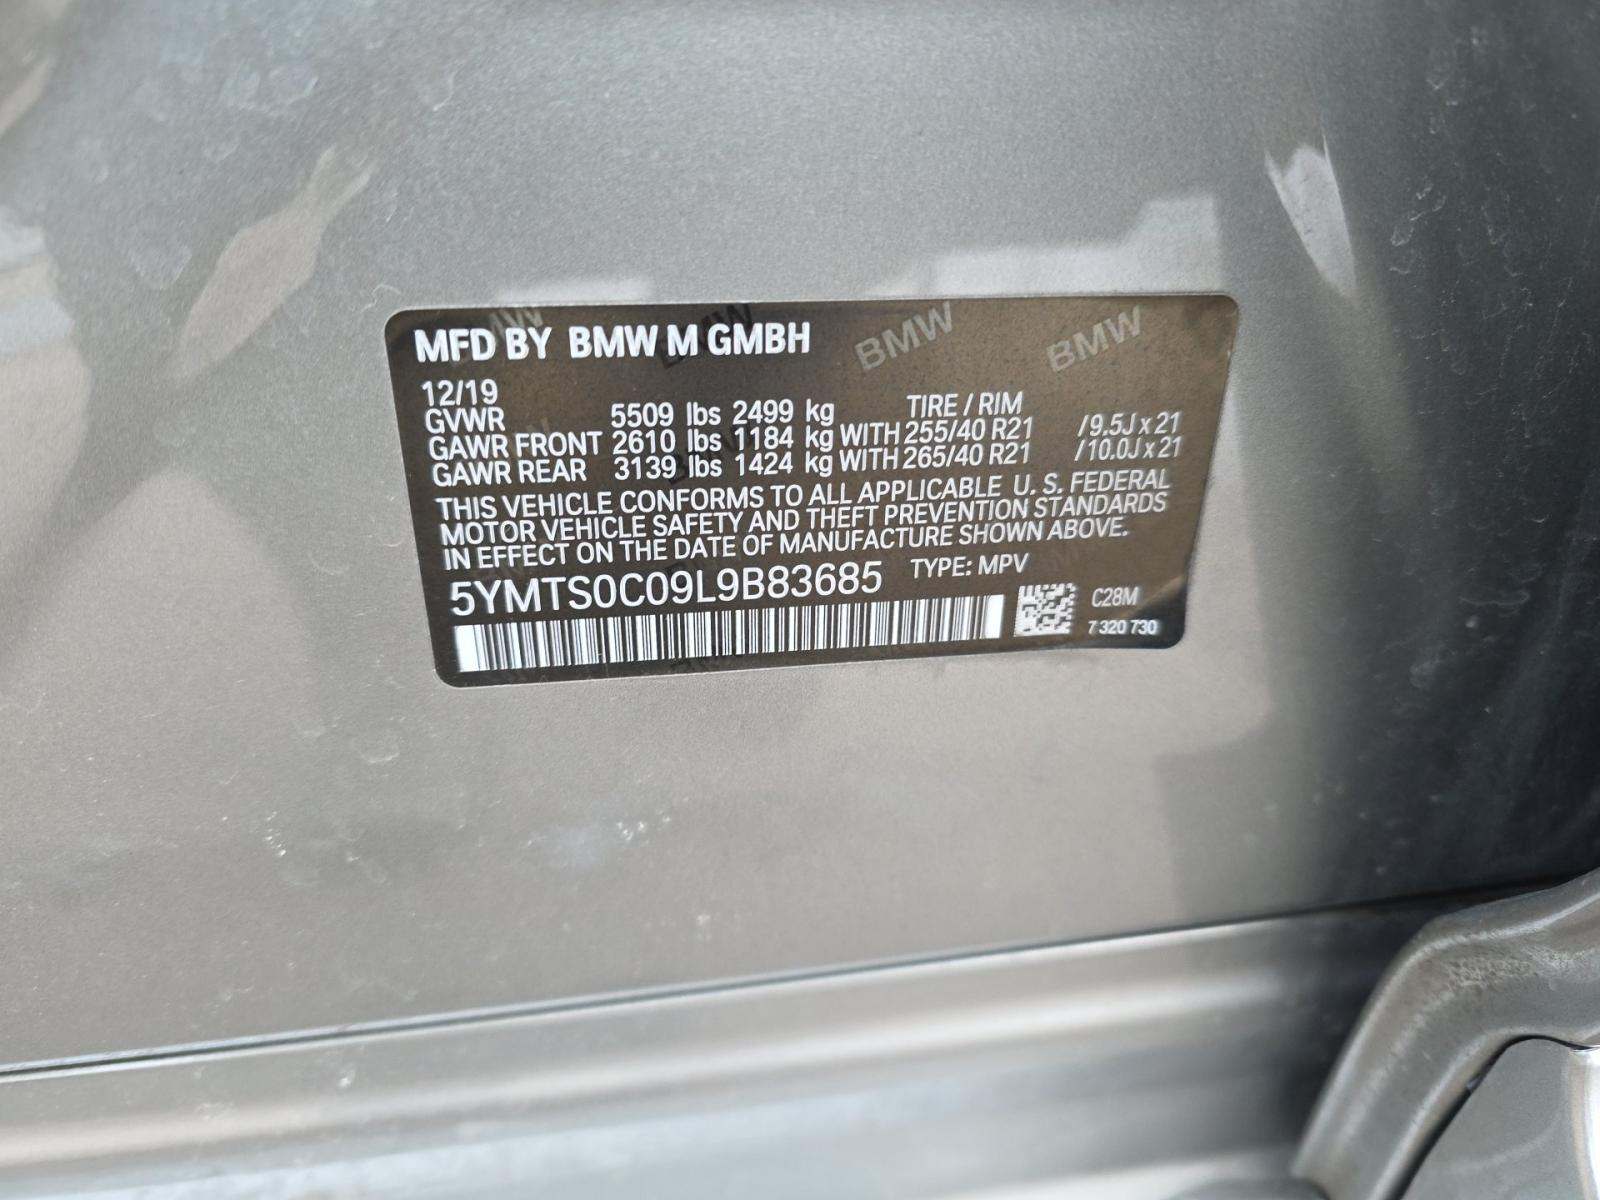 MFD BY BMW M GMBH
12/19 TIRE / RIM
GVWR 5509 lbs 2499 kg
GAWR FRONT 2610 lbs 1184 kg WITH 255/40 R21 /9.5J x 21
GAWR REAR 3139 lbs 1424 kg WITH 265/40 R21 /10.0J x 21
THIS VEHICLE CONFORMS TO ALL APPLICABLE U. S. FEDERAL
MOTOR VEHICLE SAFETY AND THEFT PREVENTION STANDARDS
IN EFFECT ON THE DATE OF MANUFACTURE SHOWN ABOVE.
5YMTS0C09L9B83685 TYPE: MPV
C28M
7 320 730
BMW
BMW
BMW